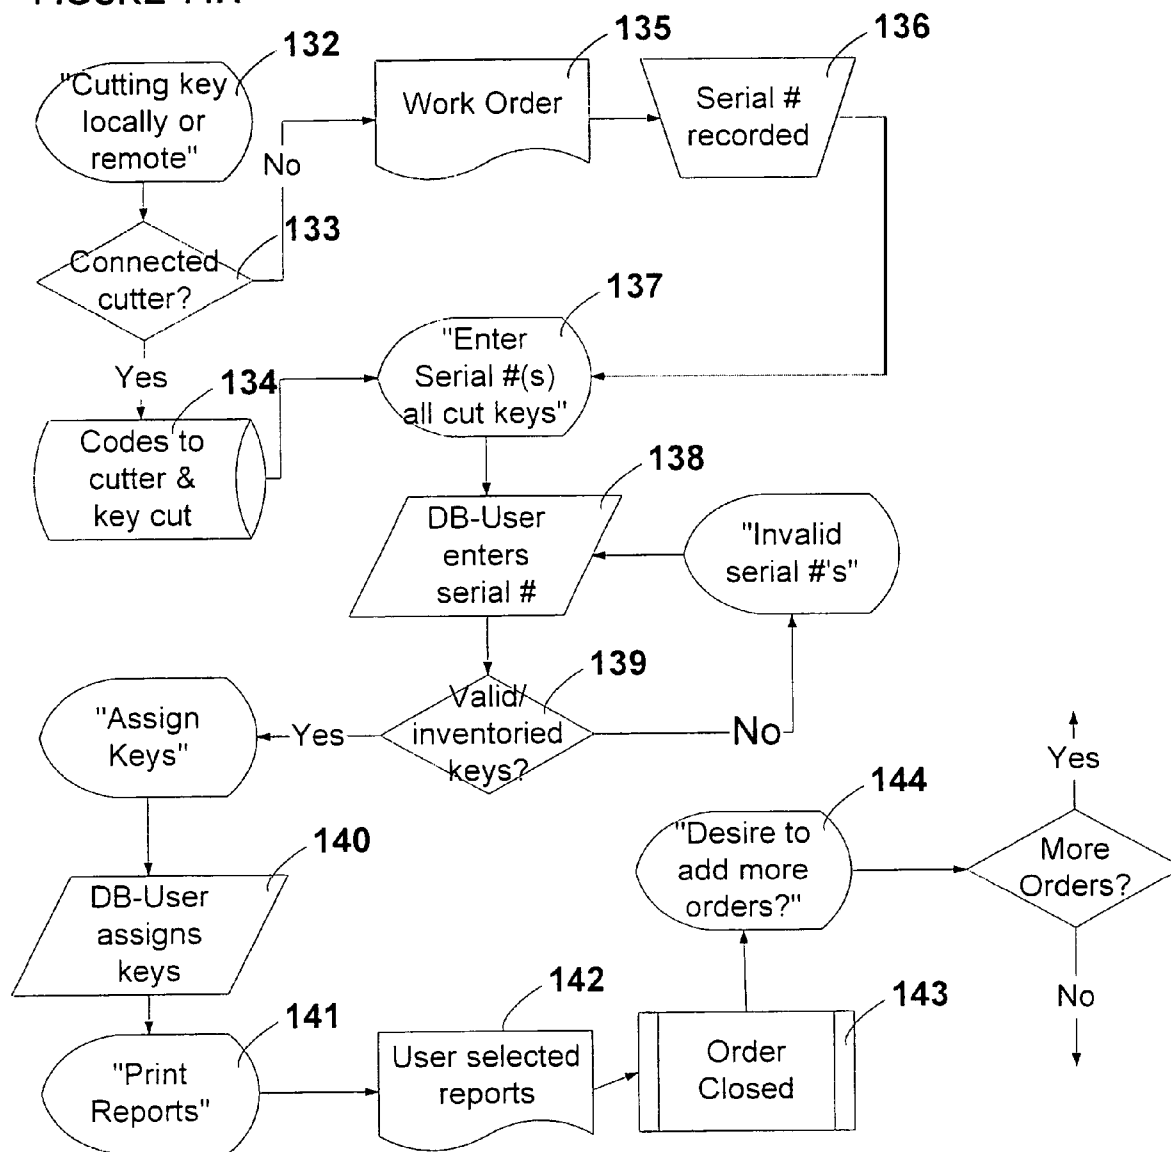 132
"Cutting key
locally or
remote"
135
Work Order
136
Serial #
recorded
No
133
Connected
cutter?
Yes
134
Codes to
cutter &
key cut
137
"Enter
Serial #(s)
all cut keys"
138
DB-User
enters
serial #
"Invalid
serial #'s"
139
Valid/
inventoried
keys?
Yes
No
"Assign
Keys"
140
DB-User
assigns
keys
141
"Print
Reports"
142
User selected
reports
143
Order
Closed
144
"Desire to
add more
orders?"
More
Orders?
Yes
No